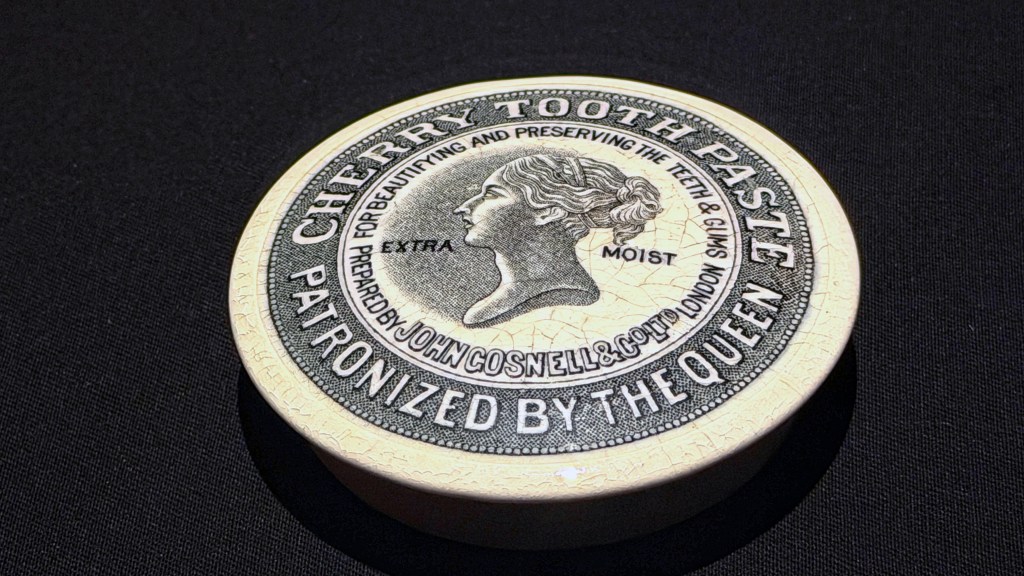 CHERRY TOOTH PASTE
PATRONIZED BY THE QUEEN
FOR BEAUTIFYING AND PRESERVING THE TEETH & GUMS
EXTRA MOIST
PREPARED BY JOHN COSNELL & CO LTD LONDON